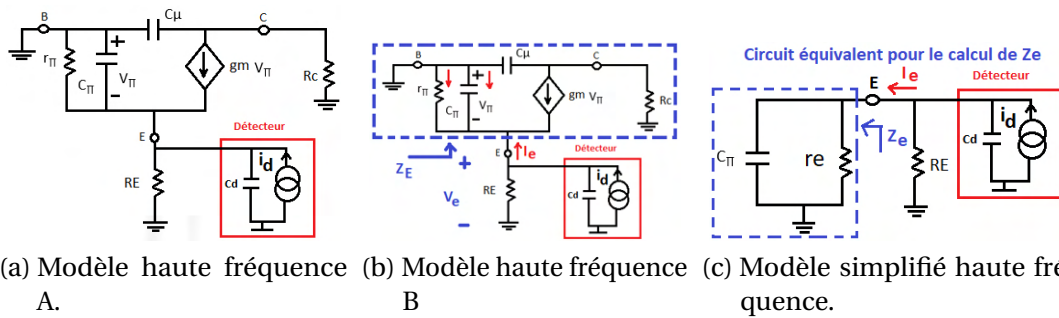 B
Cμ
C
rΠ
CΠ
VΠ
+
-
gm VΠ
Rc
E
Détecteur
RE
Cd
id
(a) Modèle haute fréquence
A.
B
Cμ
C
rΠ
CΠ
VΠ
+
-
gm VΠ
Rc
E
Ie
ZE
+
Ve
-
RE
Détecteur
Cd
id
(b) Modèle haute fréquence
B
Circuit équivalent pour le calcul de Ze
E
Ie
Détecteur
Ze
CΠ
re
RE
Cd
id
(c) Modèle simplifié haute fré
quence.